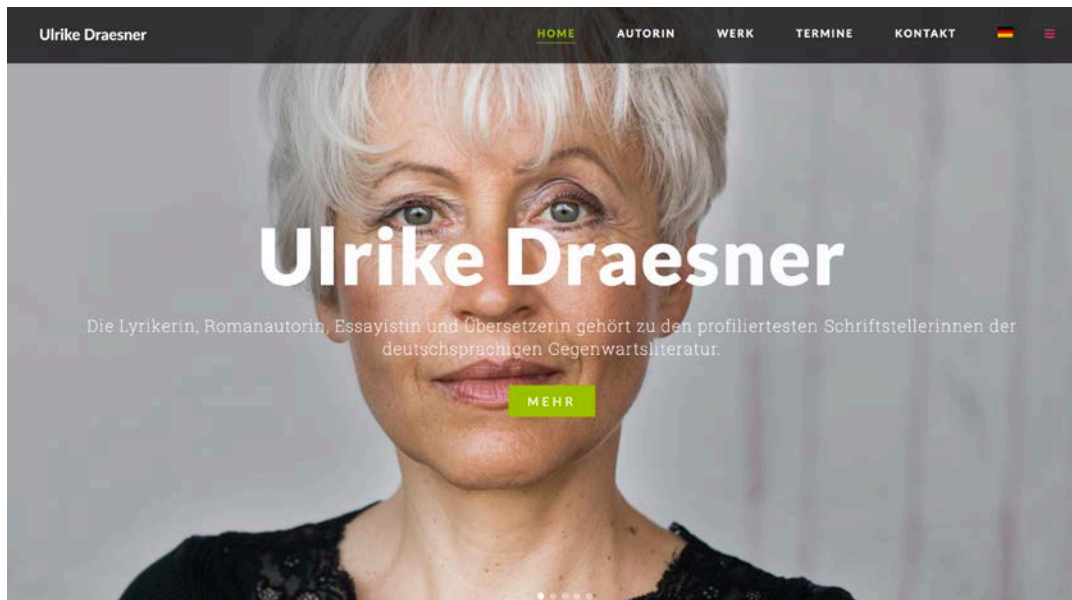 Ulrike Draesner
HOME AUTORIN WERK TERMINE KONTAKT
Ulrike Draesner
Die Lyrikerin, Romanautorin, Essayistin und Übersetzerin gehört zu den profiliertesten Schriftstellerinnen der
deutschsprachigen Gegenwartsliteratur.
MEHR